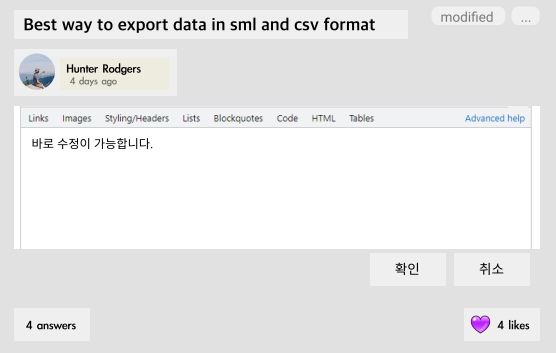 Best way to export data in sml and csv format
modified ...
Hunter Rodgers
4 days ago
Links Images Styling/Headers Lists Blockquotes Code HTML Tables Advanced help
바로 수정이 가능합니다.
확인 취소
4 answers 4 likes